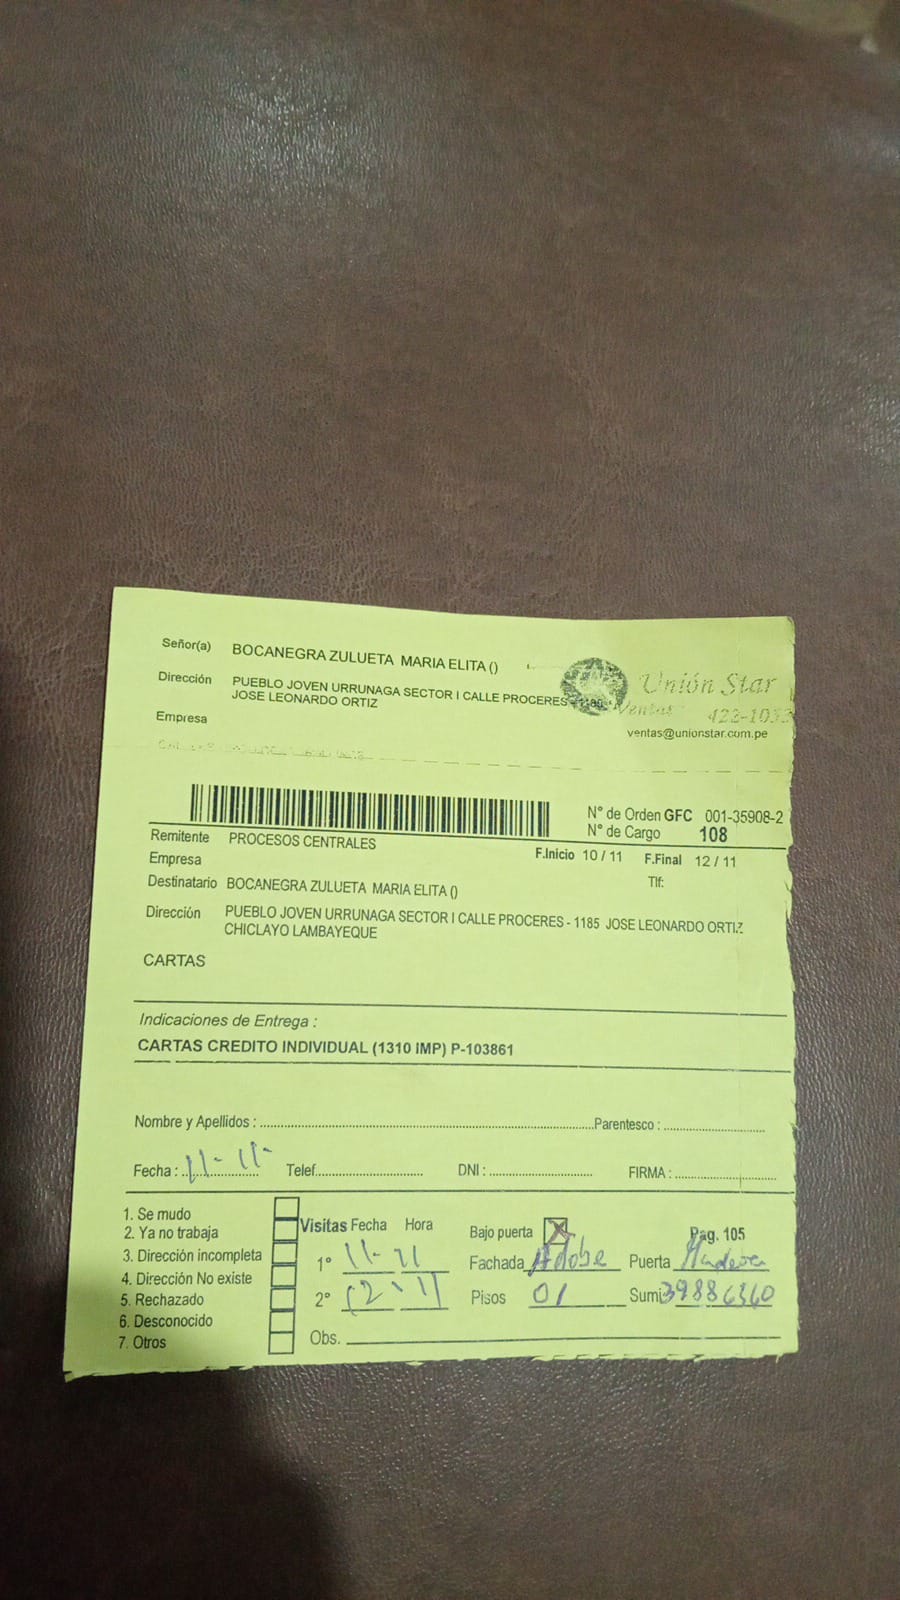 Señor(a) BOCANEGRA ZULUETA MARIA ELITA ()
Dirección PUEBLO JOVEN URRUNAGA SECTOR I CALLE PROCERES - 1185
JOSE LEONARDO ORTIZ
Unión Star
Ventas 422-1033
Empresa
ventas@unionstar.com.pe
N° de Orden GFC 001-35908-2
N° de Cargo 108
Remitente PROCESOS CENTRALES
Empresa F.Inicio 10 / 11 F.Final 12 / 11
Destinatario BOCANEGRA ZULUETA MARIA ELITA () Tlf:
Dirección PUEBLO JOVEN URRUNAGA SECTOR I CALLE PROCERES - 1185 JOSE LEONARDO ORTIZ
CHICLAYO LAMBAYEQUE
CARTAS
Indicaciones de Entrega :
CARTAS CREDITO INDIVIDUAL (1310 IMP) P-103861
Nombre y Apellidos : Parentesco :
Fecha : 11-11- Telef. DNI : FIRMA :
1. Se mudo
2. Ya no trabaja
3. Dirección incompleta
4. Dirección No existe
5. Rechazado
6. Desconocido
7. Otros
Visitas Fecha Hora
1° 11-11
2° 12-11
Obs.
Bajo puerta X Pag. 105
Fachada Adobe Puerta Madera
Pisos 01 Sumi 39886360